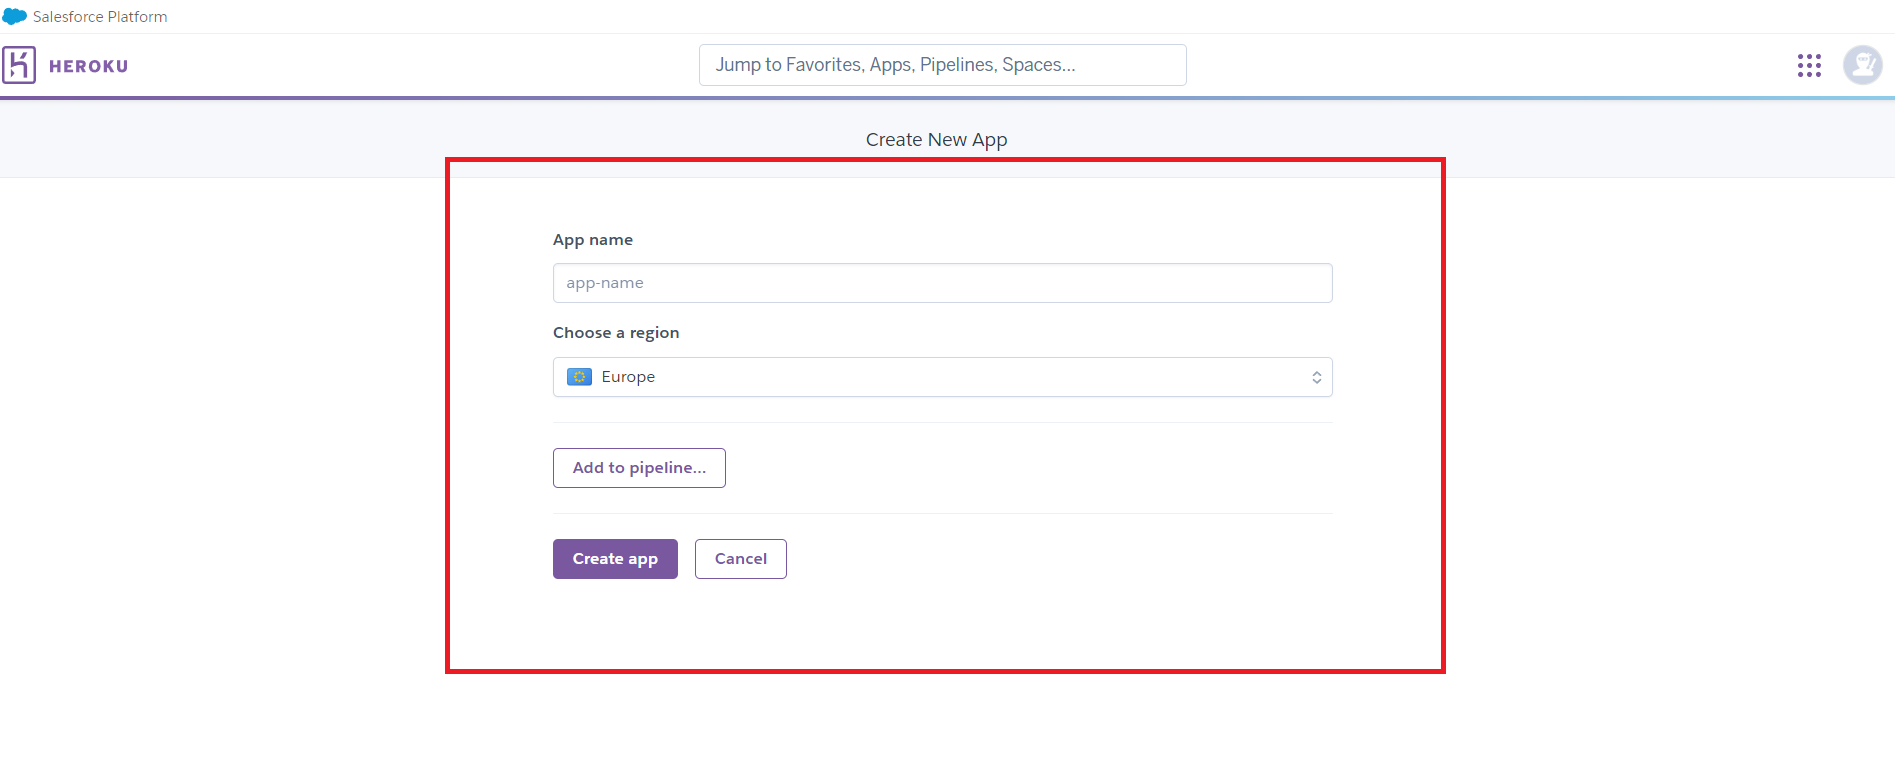 Salesforce Platform
HEROKU
Jump to Favorites, Apps, Pipelines, Spaces...
Create New App
App name
app-name
Choose a region
Europe
Add to pipeline...
Create app
Cancel